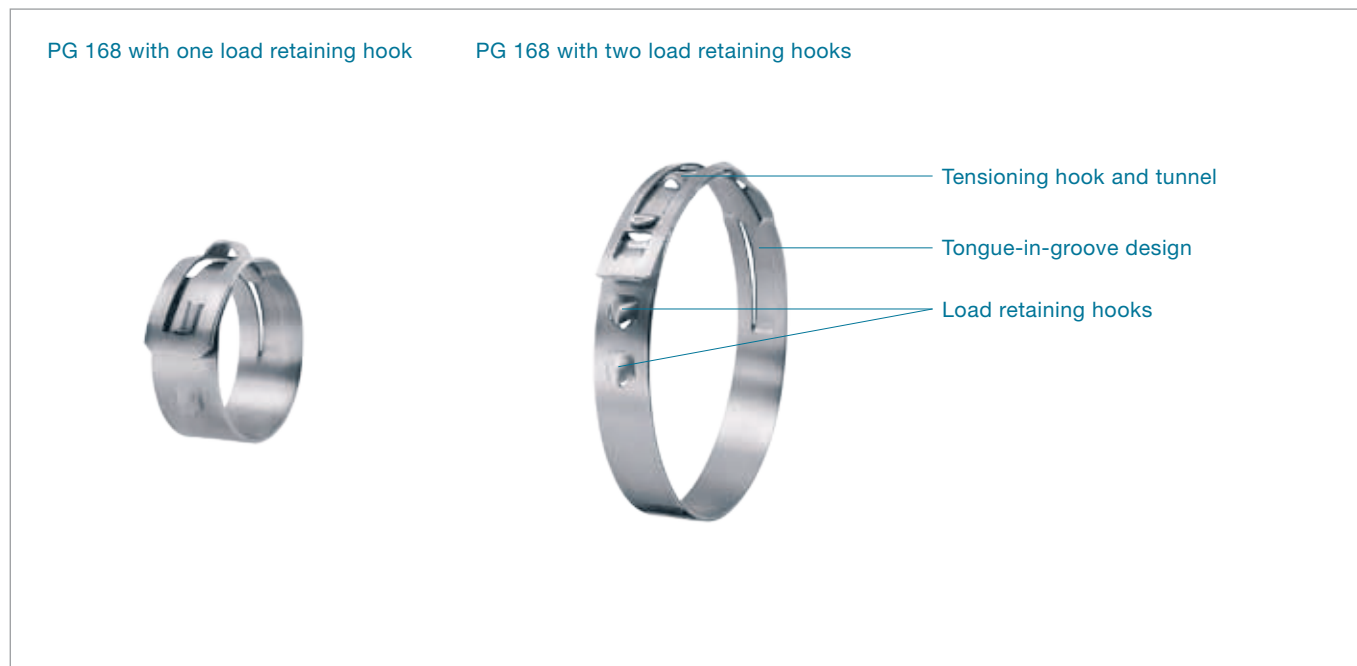 PG 168 with one load retaining hook
PG 168 with two load retaining hooks
Tensioning hook and tunnel
Tongue-in-groove design
Load retaining hooks